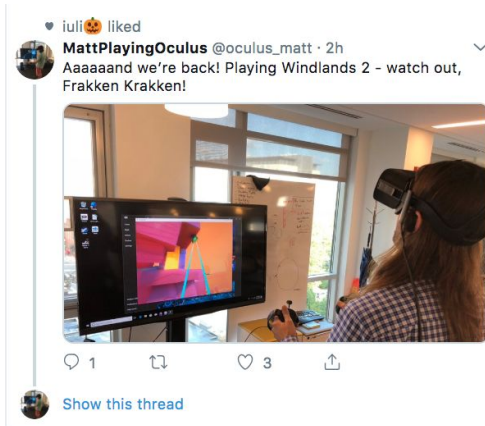 iuli🎃 liked
MattPlayingOculus @oculus_matt · 2h
Aaaaaand we're back! Playing Windlands 2 - watch out,
Frakken Krakken!
1
3
Show this thread